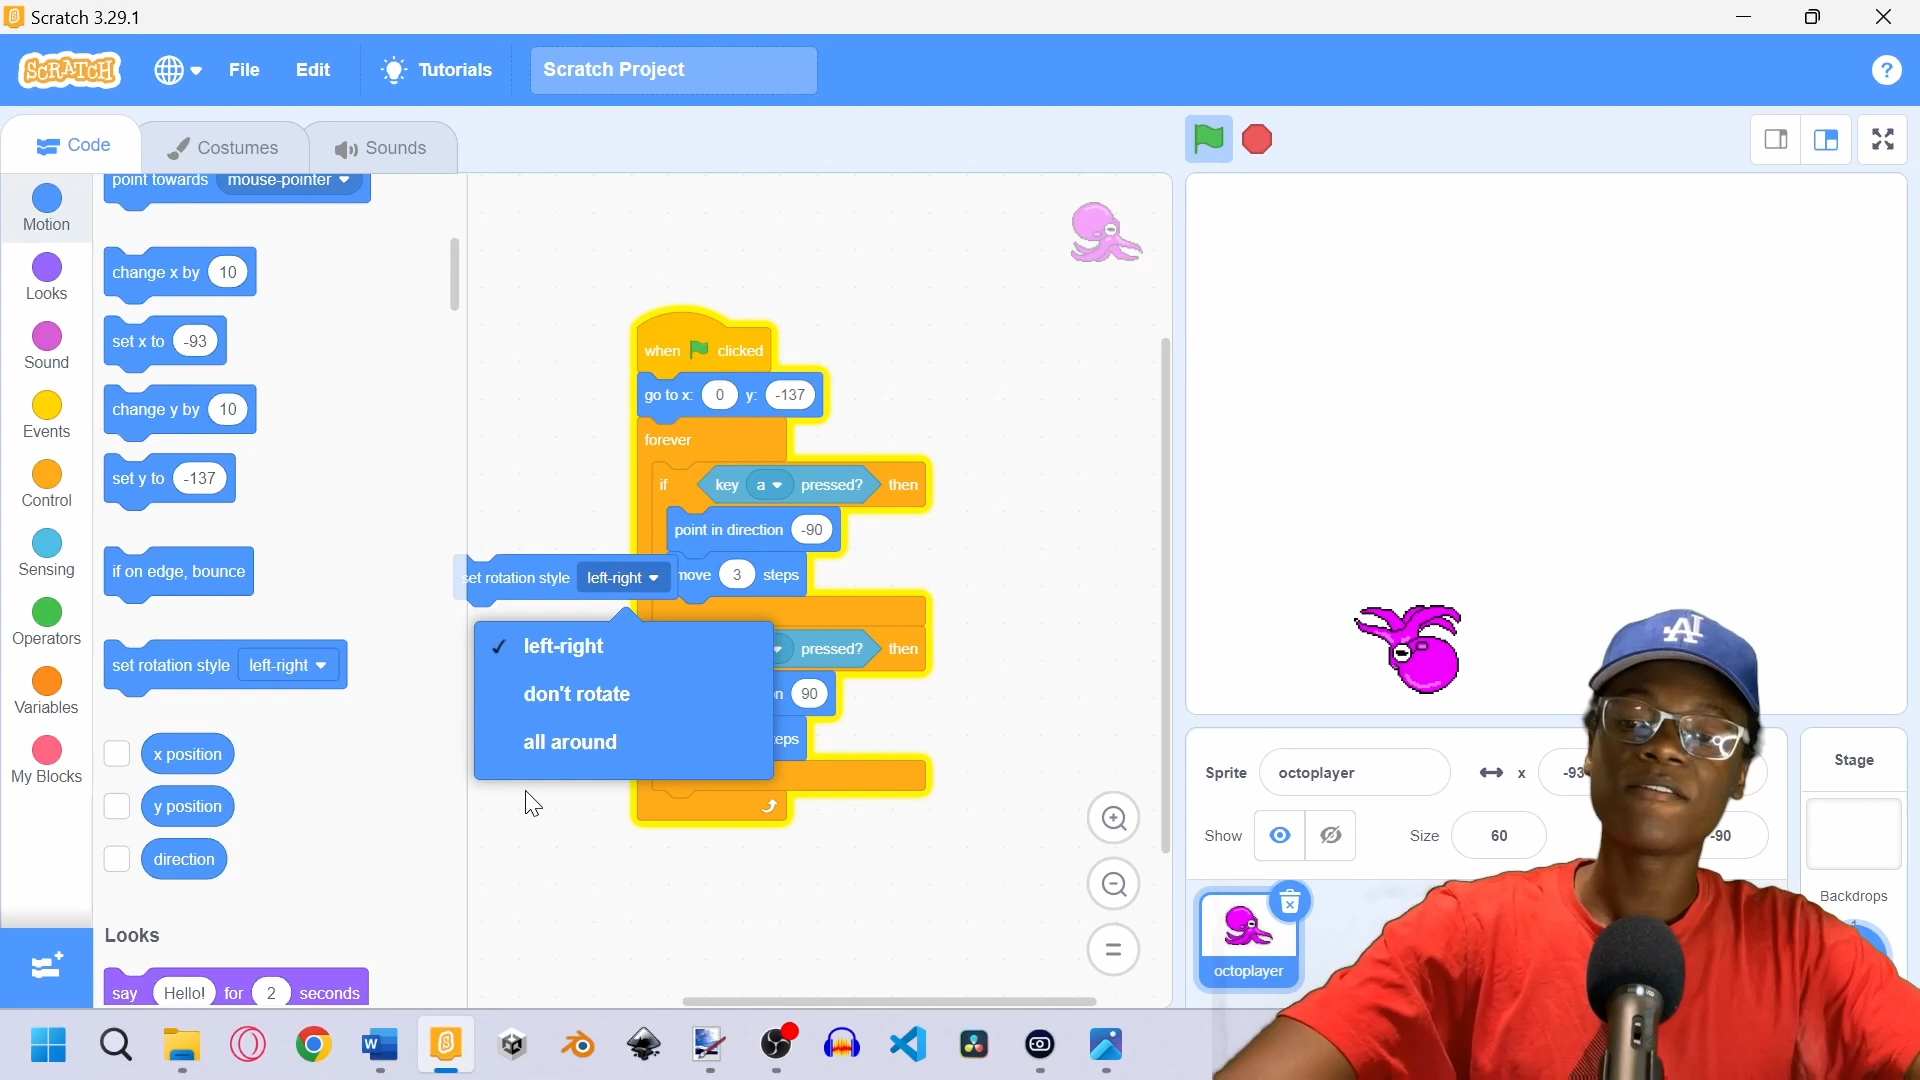 Scratch 3.29.1
SCRATCH
File
Edit
Tutorials
Scratch Project
?
Code
Costumes
Sounds
Motion
Looks
Sound
Events
Control
Sensing
Operators
Variables
My Blocks
point towards mouse-pointer
change x by 10
set x to -93
change y by 10
set y to -137
if on edge, bounce
set rotation style left-right
x position
y position
direction
Looks
say Hello! for 2 seconds
when clicked
go to x: 0 y: -137
forever
if key a pressed? then
point in direction -90
set rotation style left-right
move 3 steps
left-right
don't rotate
all around
pressed? then
90
Sprite octoplayer x -93
Show Size 60 -90
octoplayer
Stage
Backdrops